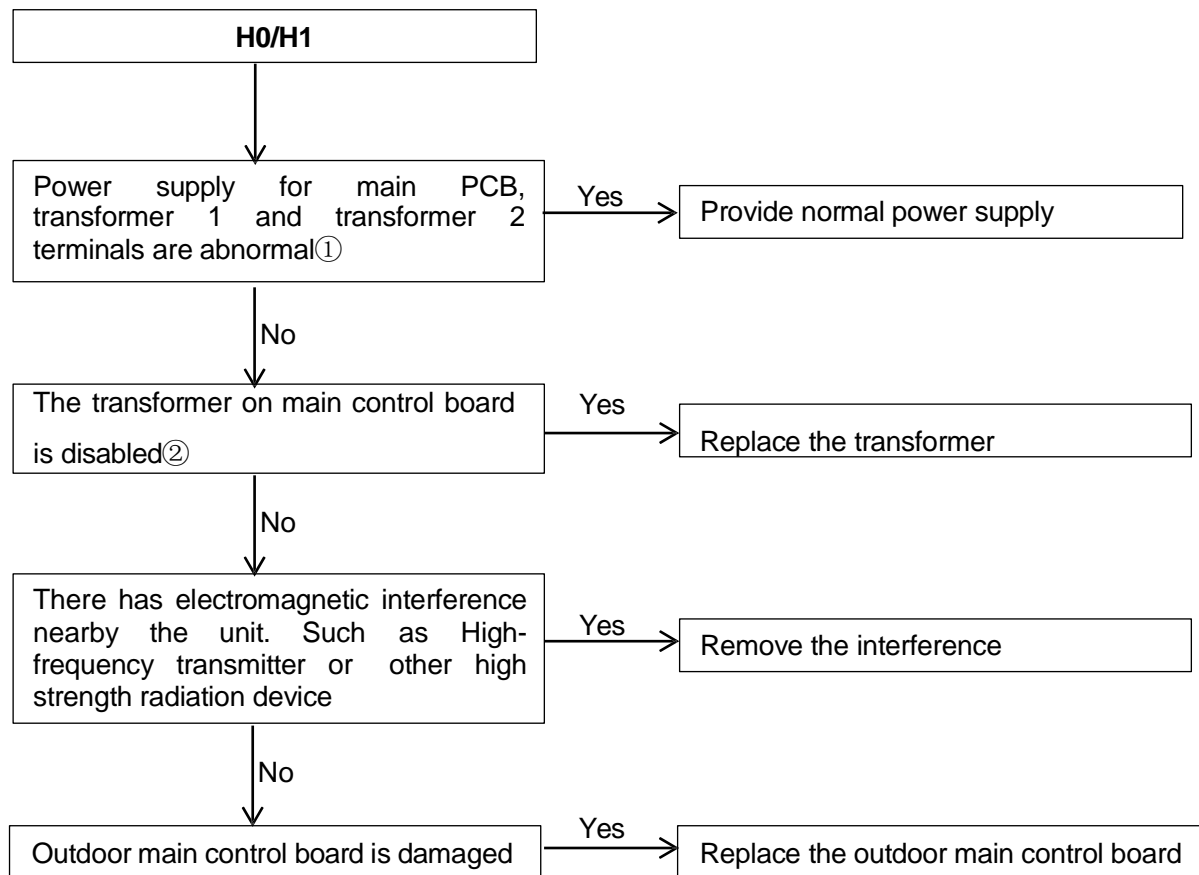 H0/H1
Power supply for main PCB,
transformer 1 and transformer 2
terminals are abnormal①
Yes
Provide normal power supply
No
The transformer on main control board
is disabled②
Yes
Replace the transformer
No
There has electromagnetic interference
nearby the unit. Such as High-
frequency transmitter or other high
strength radiation device
Yes
Remove the interference
No
Outdoor main control board is damaged
Yes
Replace the outdoor main control board